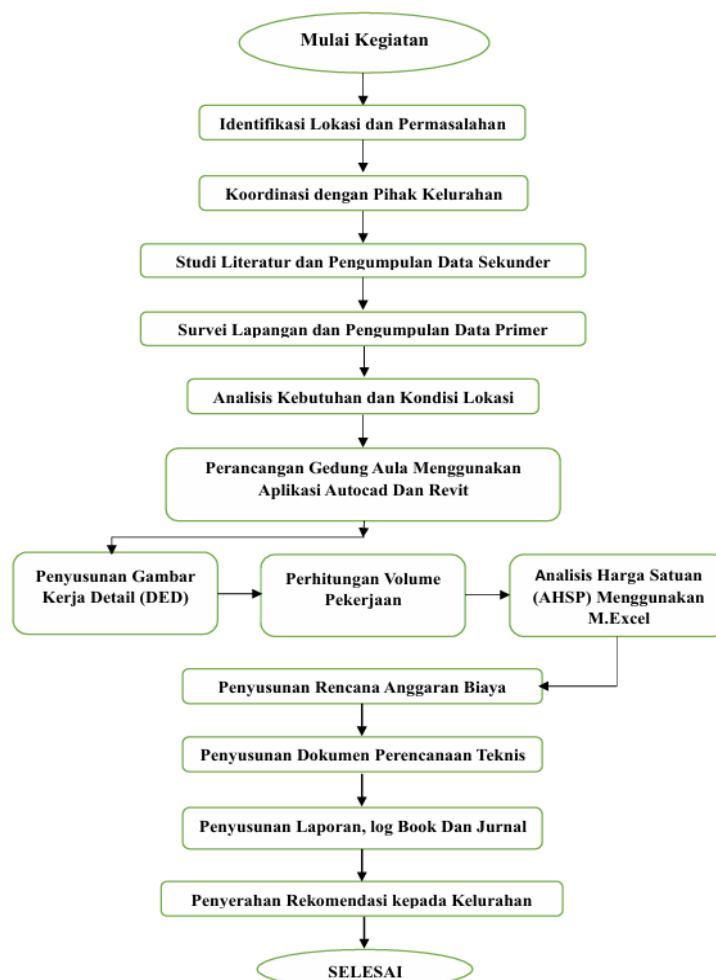 Mulai Kegiatan
Identifikasi Lokasi dan Permasalahan
Koordinasi dengan Pihak Kelurahan
Studi Literatur dan Pengumpulan Data Sekunder
Survei Lapangan dan Pengumpulan Data Primer
Analisis Kebutuhan dan Kondisi Lokasi
Perancangan Gedung Aula Menggunakan
Aplikasi Autocad Dan Revit
Penyusunan Gambar
Kerja Detail (DED)
Perhitungan Volume
Pekerjaan
Analisis Harga Satuan
(AHSP) Menggunakan
M.Excel
Penyusunan Rencana Anggaran Biaya
Penyusunan Dokumen Perencanaan Teknis
Penyusunan Laporan, log Book Dan Jurnal
Penyerahan Rekomendasi kepada Kelurahan
SELESAI